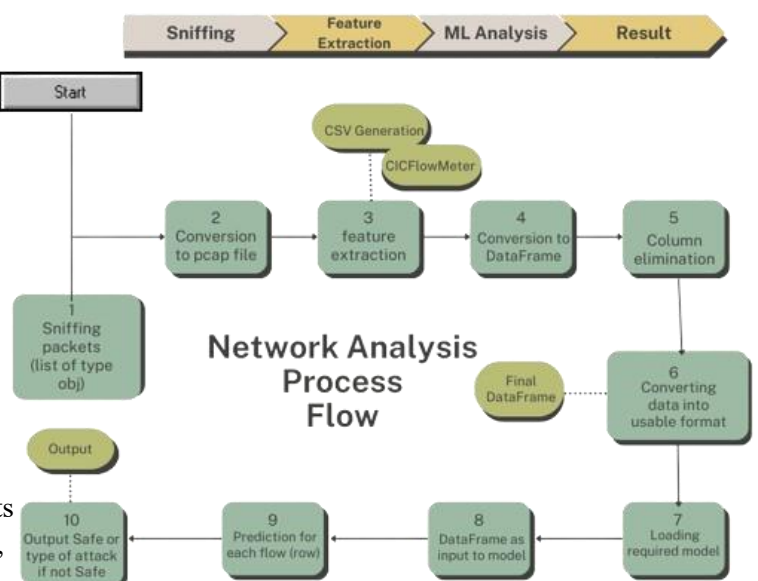 Sniffing
Feature
Extraction
ML Analysis
Result
Start
CSV Generation
CICFlowMeter
2
Conversion
to pcap file
3
feature
extraction
4
Conversion to
DataFrame
5
Column
elimination
1
Sniffing
packets
(list of type
obj)
Network Analysis
Process
Flow
Final
DataFrame
6
Converting
data into
usable format
Output
ts
,
10
Output Safe or
type of attack
if not Safe
9
Prediction for
each flow (row)
8
DataFrame as
input to model
7
Loading
required model